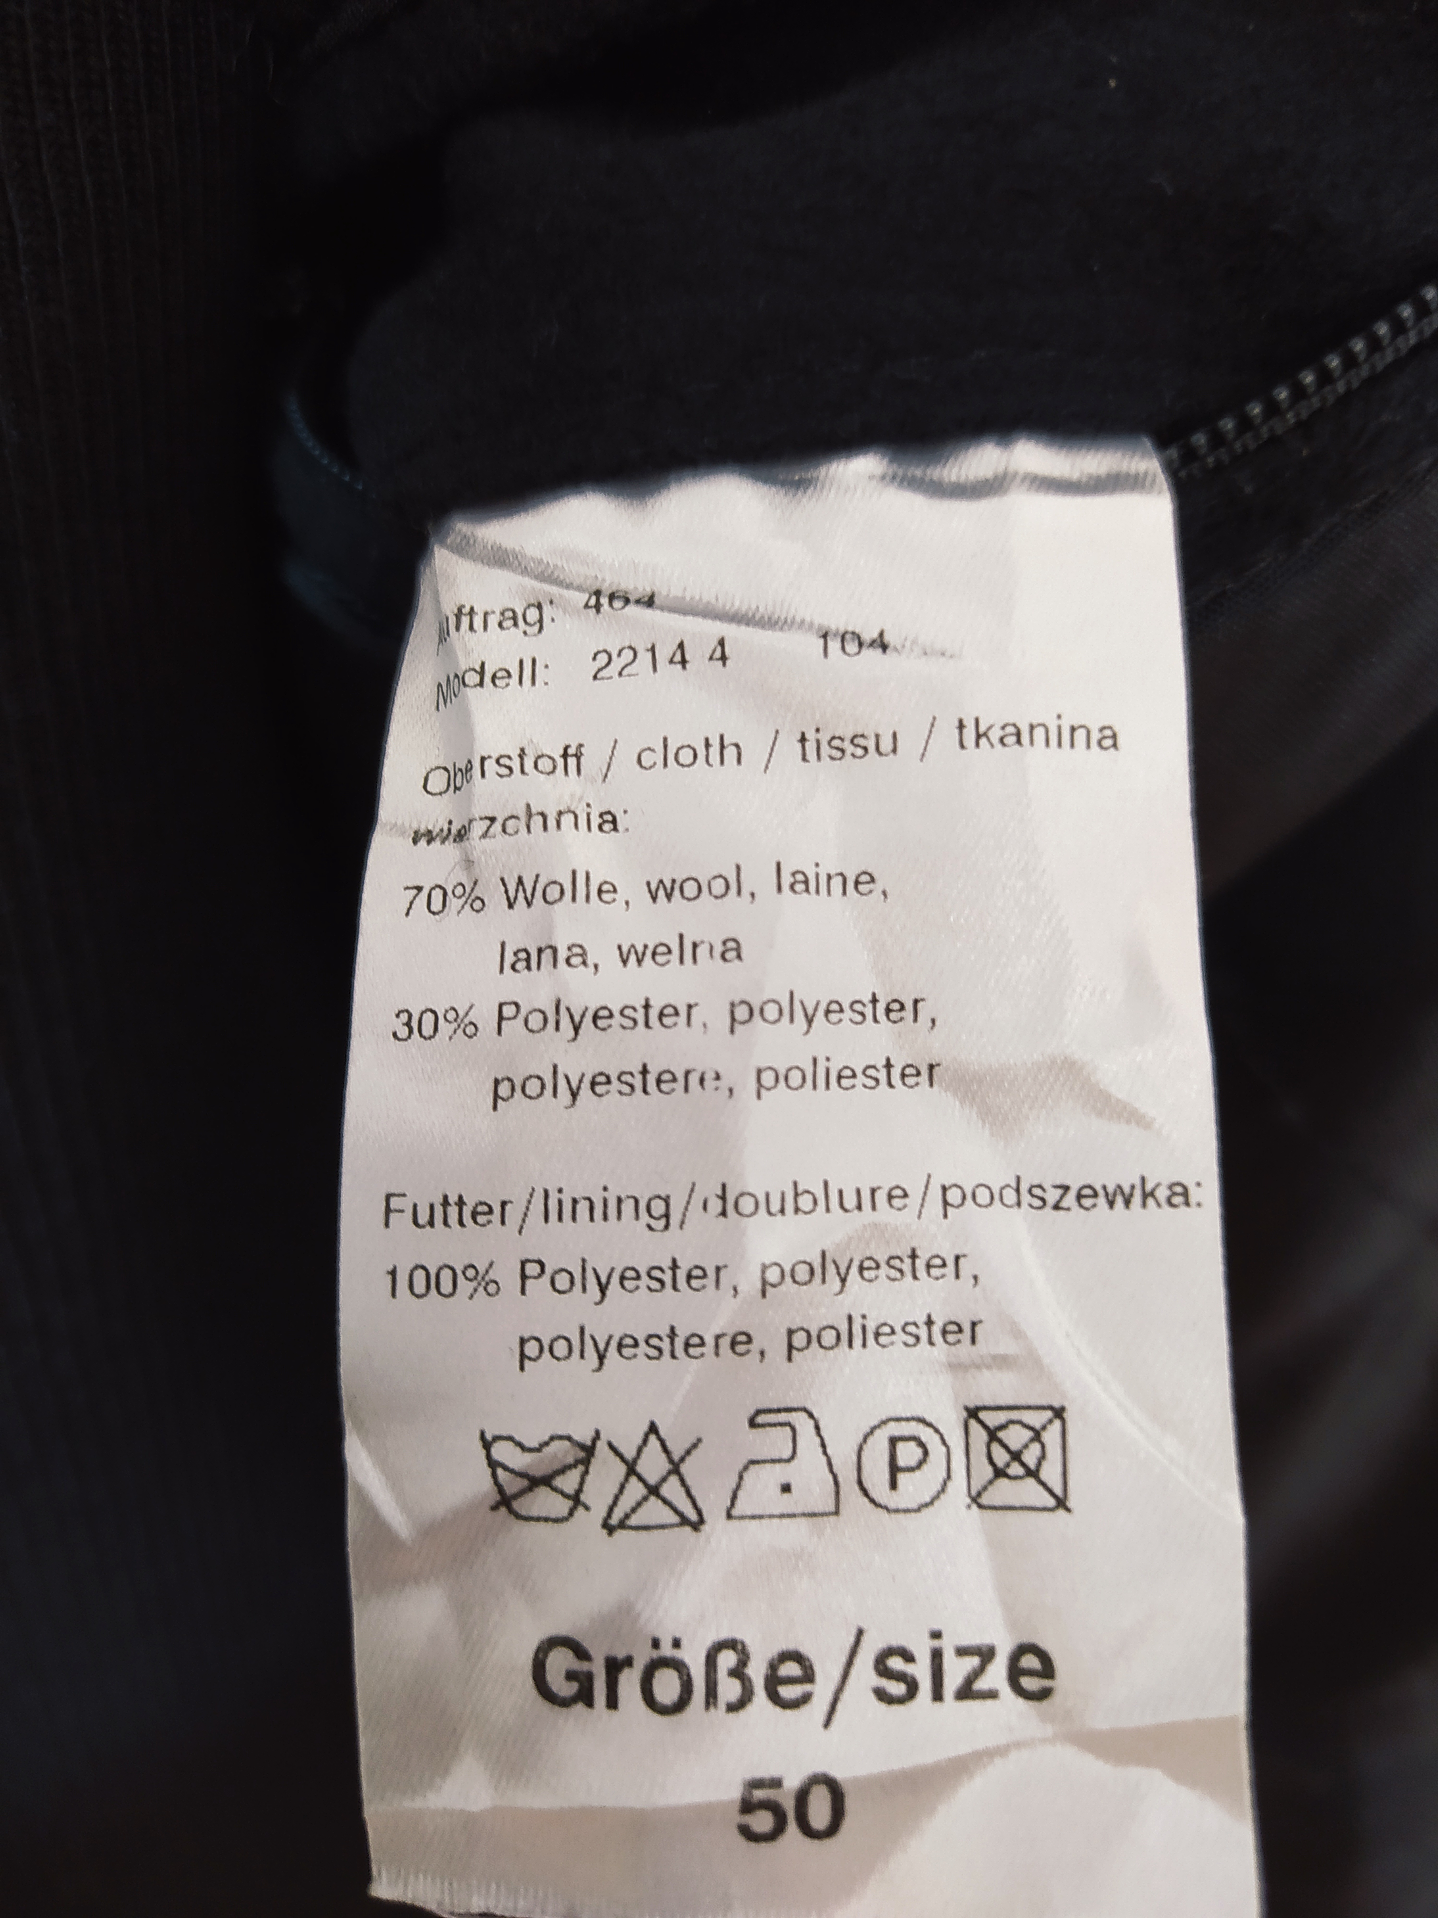 Auftrag: 464
Modell: 2214 4 104
Oberstoff / cloth / tissu / tkanina
wierzchnia:
70% Wolle, wool, laine,
lana, welna
30% Polyester, polyester,
polyestere, poliester
Futter/lining/doublure/podszewka:
100% Polyester, polyester,
polyestere, poliester
P
Größe/size
50